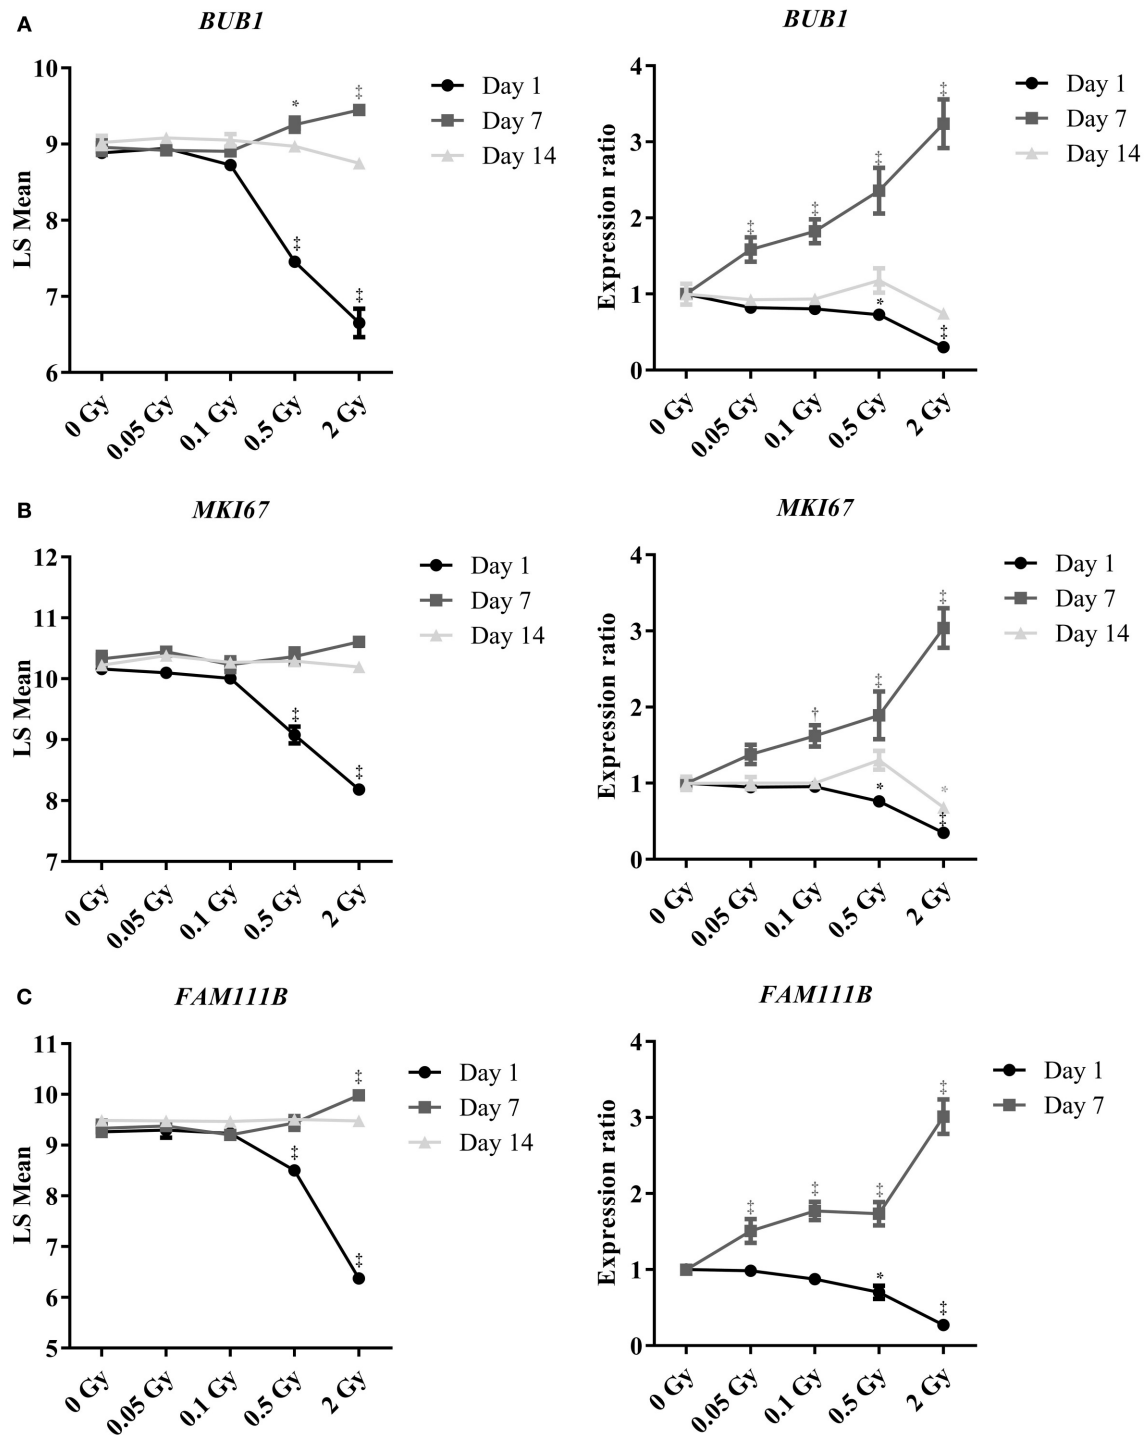 A
BUB1
10
9
8
7
6
LS Mean
0 Gy
0.05 Gy
0.1 Gy
0.5 Gy
2 Gy
*
‡
‡
‡
Day 1
Day 7
Day 14
BUB1
4
3
2
1
0
Expression ratio
0 Gy
0.05 Gy
0.1 Gy
0.5 Gy
2 Gy
‡
‡
‡
‡
*
‡
Day 1
Day 7
Day 14
B
MKI67
12
11
10
9
8
7
LS Mean
0 Gy
0.05 Gy
0.1 Gy
0.5 Gy
2 Gy
‡
‡
Day 1
Day 7
Day 14
MKI67
4
3
2
1
0
Expression ratio
0 Gy
0.05 Gy
0.1 Gy
0.5 Gy
2 Gy
†
‡
‡
*
*
‡
Day 1
Day 7
Day 14
C
FAM111B
11
10
9
8
7
6
5
LS Mean
0 Gy
0.05 Gy
0.1 Gy
0.5 Gy
2 Gy
‡
‡
‡
Day 1
Day 7
Day 14
FAM111B
4
3
2
1
0
Expression ratio
0 Gy
0.05 Gy
0.1 Gy
0.5 Gy
2 Gy
‡
‡
‡
‡
*
‡
Day 1
Day 7